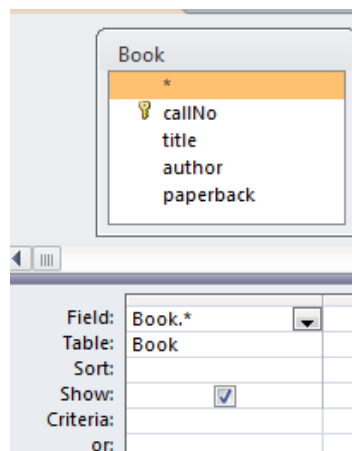 Book
*
callNo
title
author
paperback
Field: Book.*
Table: Book
Sort:
Show:
Criteria:
or: